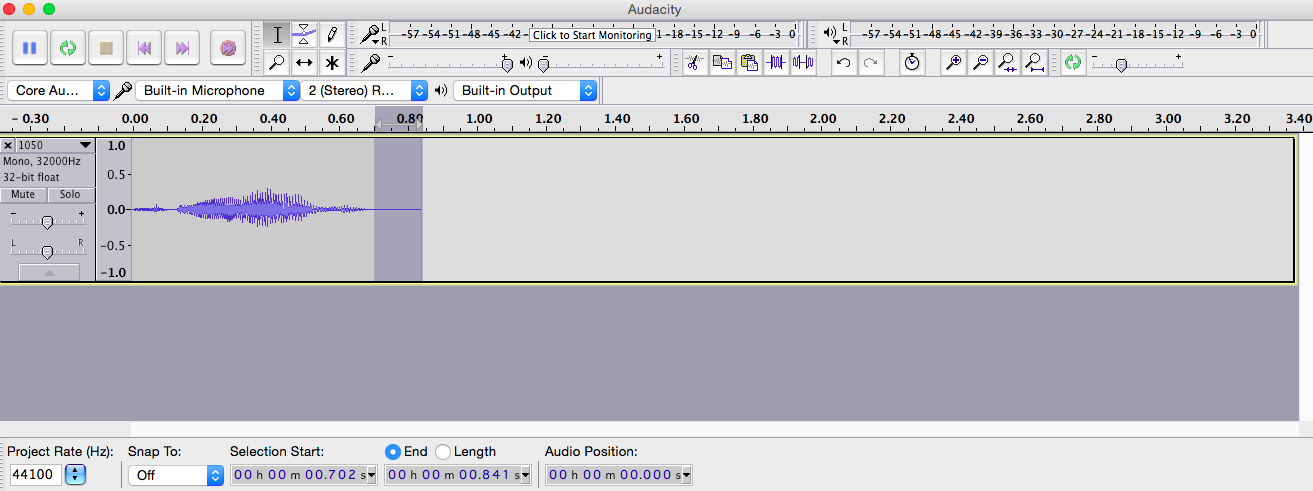 Audacity
L
R
-57-54-51-48-45-42- Click to Start Monitoring 1 -18-15-12 -9 -6 -3 0
L
R
-57-54-51-48-45-42-39-36-33-30-27-24-21-18-15-12 -9 -6 -3 0
- + - +
Core Au... Built-in Microphone 2 (Stereo) R... Built-in Output
- 0.30 0.00 0.20 0.40 0.60 0.80 1.00 1.20 1.40 1.60 1.80 2.00 2.20 2.40 2.60 2.80 3.00 3.20 3.40
1050
Mono, 32000Hz
32-bit float
Mute Solo
- +
L R
1.0
0.5
0.0
-0.5
-1.0
Project Rate (Hz): Snap To: Selection Start: End Length Audio Position:
44100 Off 00 h 00 m 00.702 s 00 h 00 m 00.841 s 00 h 00 m 00.000 s